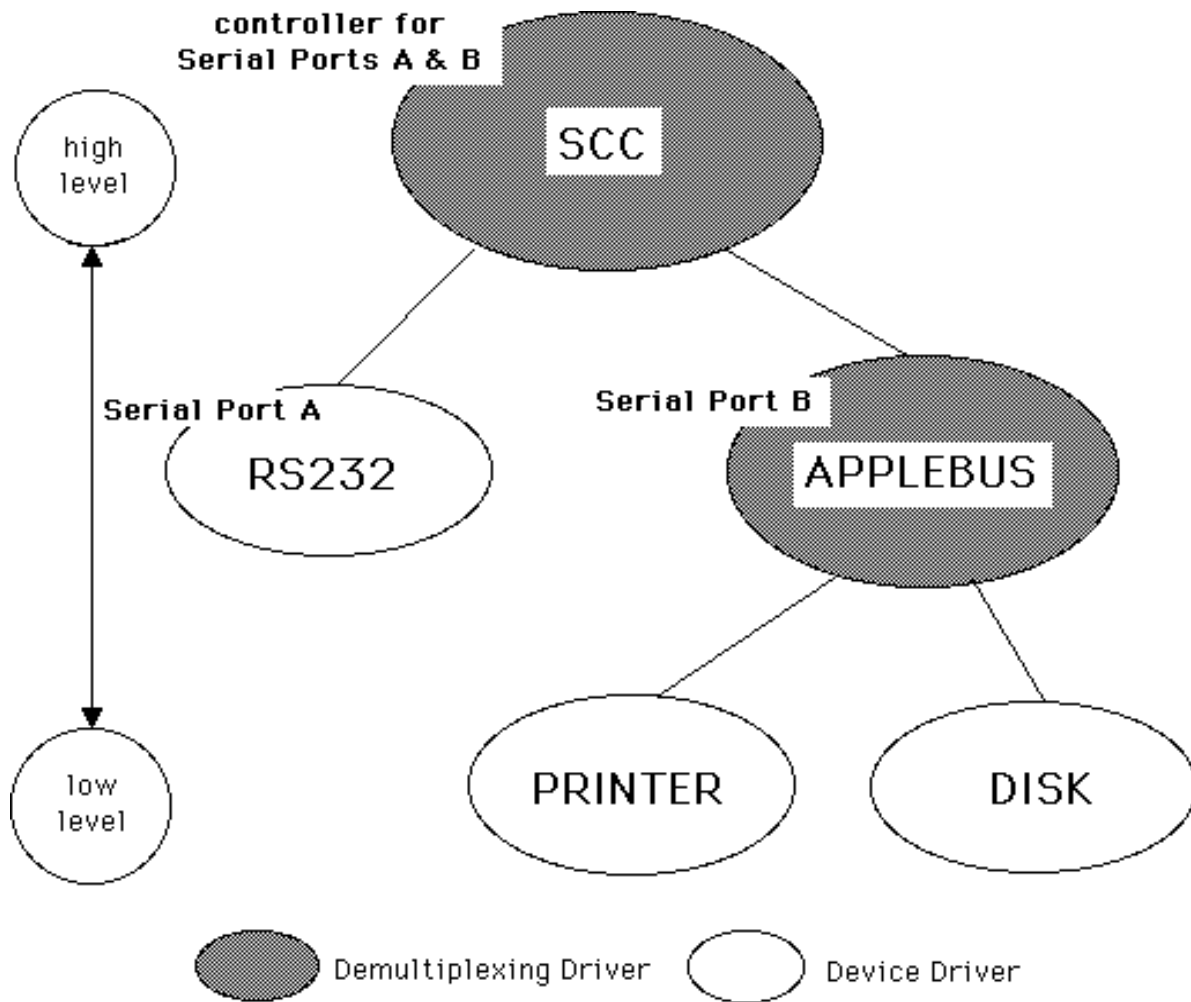 controller for
Serial Ports A & B
SCC
high
level
Serial Port A
RS232
Serial Port B
APPLEBUS
low
level
PRINTER
DISK
Demultiplexing Driver
Device Driver